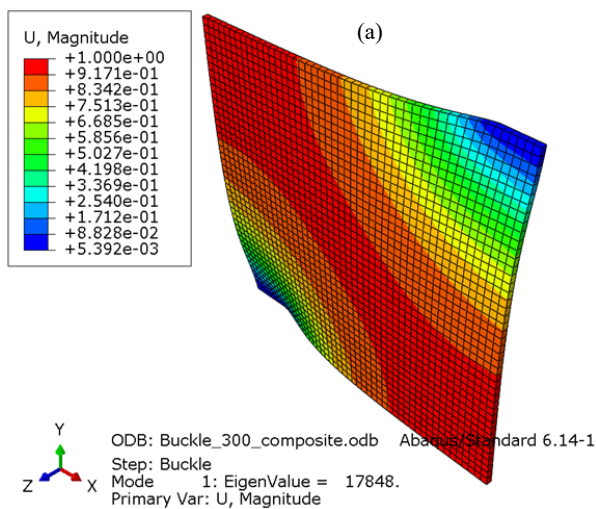 (a)
U, Magnitude
+1.000e+00
+9.171e-01
+8.342e-01
+7.513e-01
+6.685e-01
+5.856e-01
+5.027e-01
+4.198e-01
+3.369e-01
+2.540e-01
+1.712e-01
+8.828e-02
+5.392e-03
Y
Z
X
ODB: Buckle_300_composite.odb Abaqus/Standard 6.14-1
Step: Buckle
Mode 1: EigenValue = 17848.
Primary Var: U, Magnitude